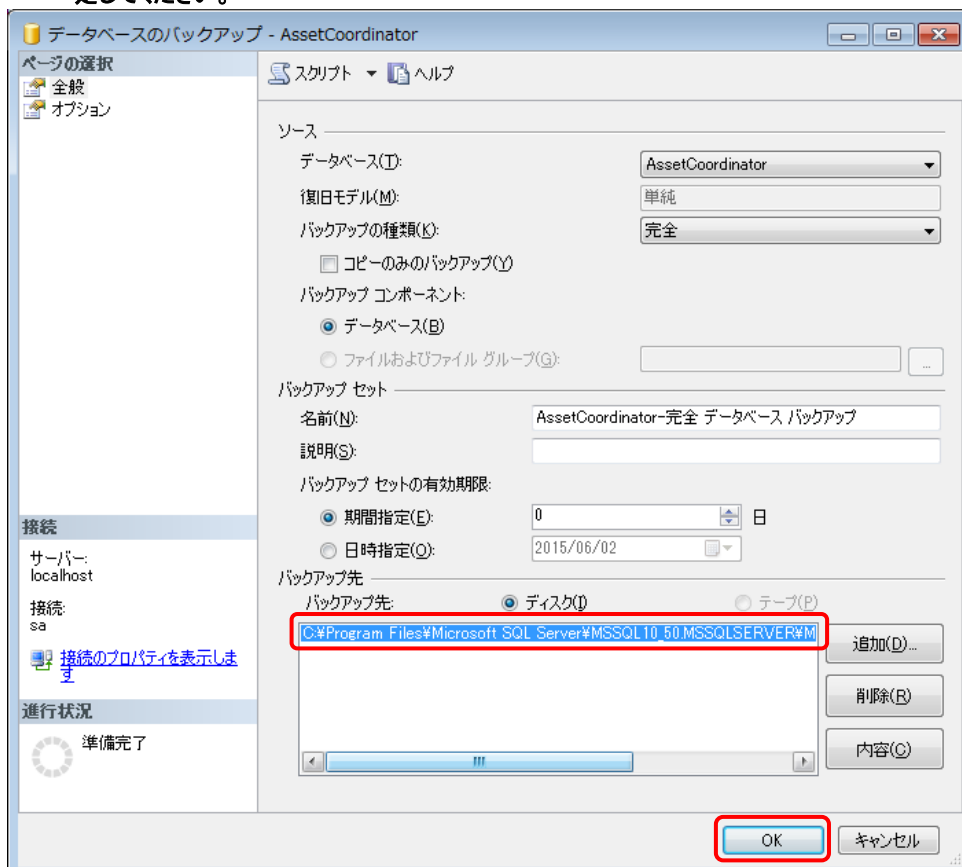 定してください。
データベースのバックアップ - AssetCoordinator
ページの選択
全般
オプション
スクリプト ヘルプ
ソース
データベース(T): AssetCoordinator
復旧モデル(M): 単純
バックアップの種類(K): 完全
コピーのみのバックアップ(Y)
バックアップ コンポーネント:
データベース(B)
ファイルおよびファイル グループ(G): ...
バックアップ セット
名前(N): AssetCoordinator-完全 データベース バックアップ
説明(S):
バックアップ セットの有効期限:
期間指定(E): 0 日
日時指定(O): 2015/06/02
バックアップ先
バックアップ先: ディスク(I) テープ(P)
C:¥Program Files¥Microsoft SQL Server¥MSSQL10_50.MSSQLSERVER¥M
追加(D)...
削除(R)
内容(C)
接続
サーバー:
localhost
接続:
sa
接続のプロパティを表示しま
す
進行状況
準備完了
OK キャンセル